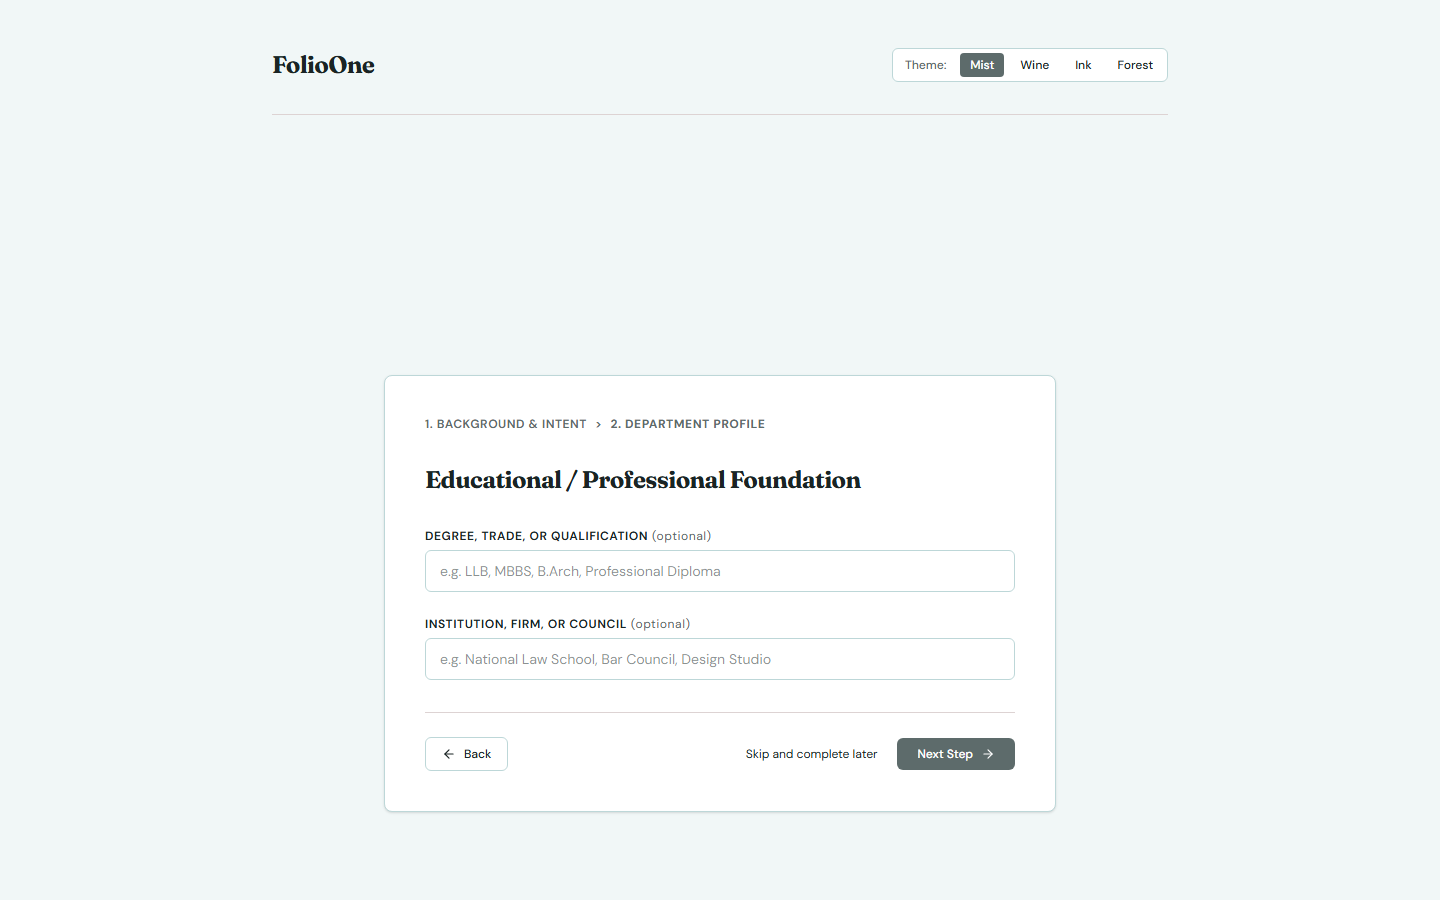 FolioOne
Theme: Mist Wine Ink Forest
1. BACKGROUND & INTENT > 2. DEPARTMENT PROFILE
Educational / Professional Foundation
DEGREE, TRADE, OR QUALIFICATION (optional)
e.g. LLB, MBBS, B.Arch, Professional Diploma
INSTITUTION, FIRM, OR COUNCIL (optional)
e.g. National Law School, Bar Council, Design Studio
← Back Skip and complete later Next Step →